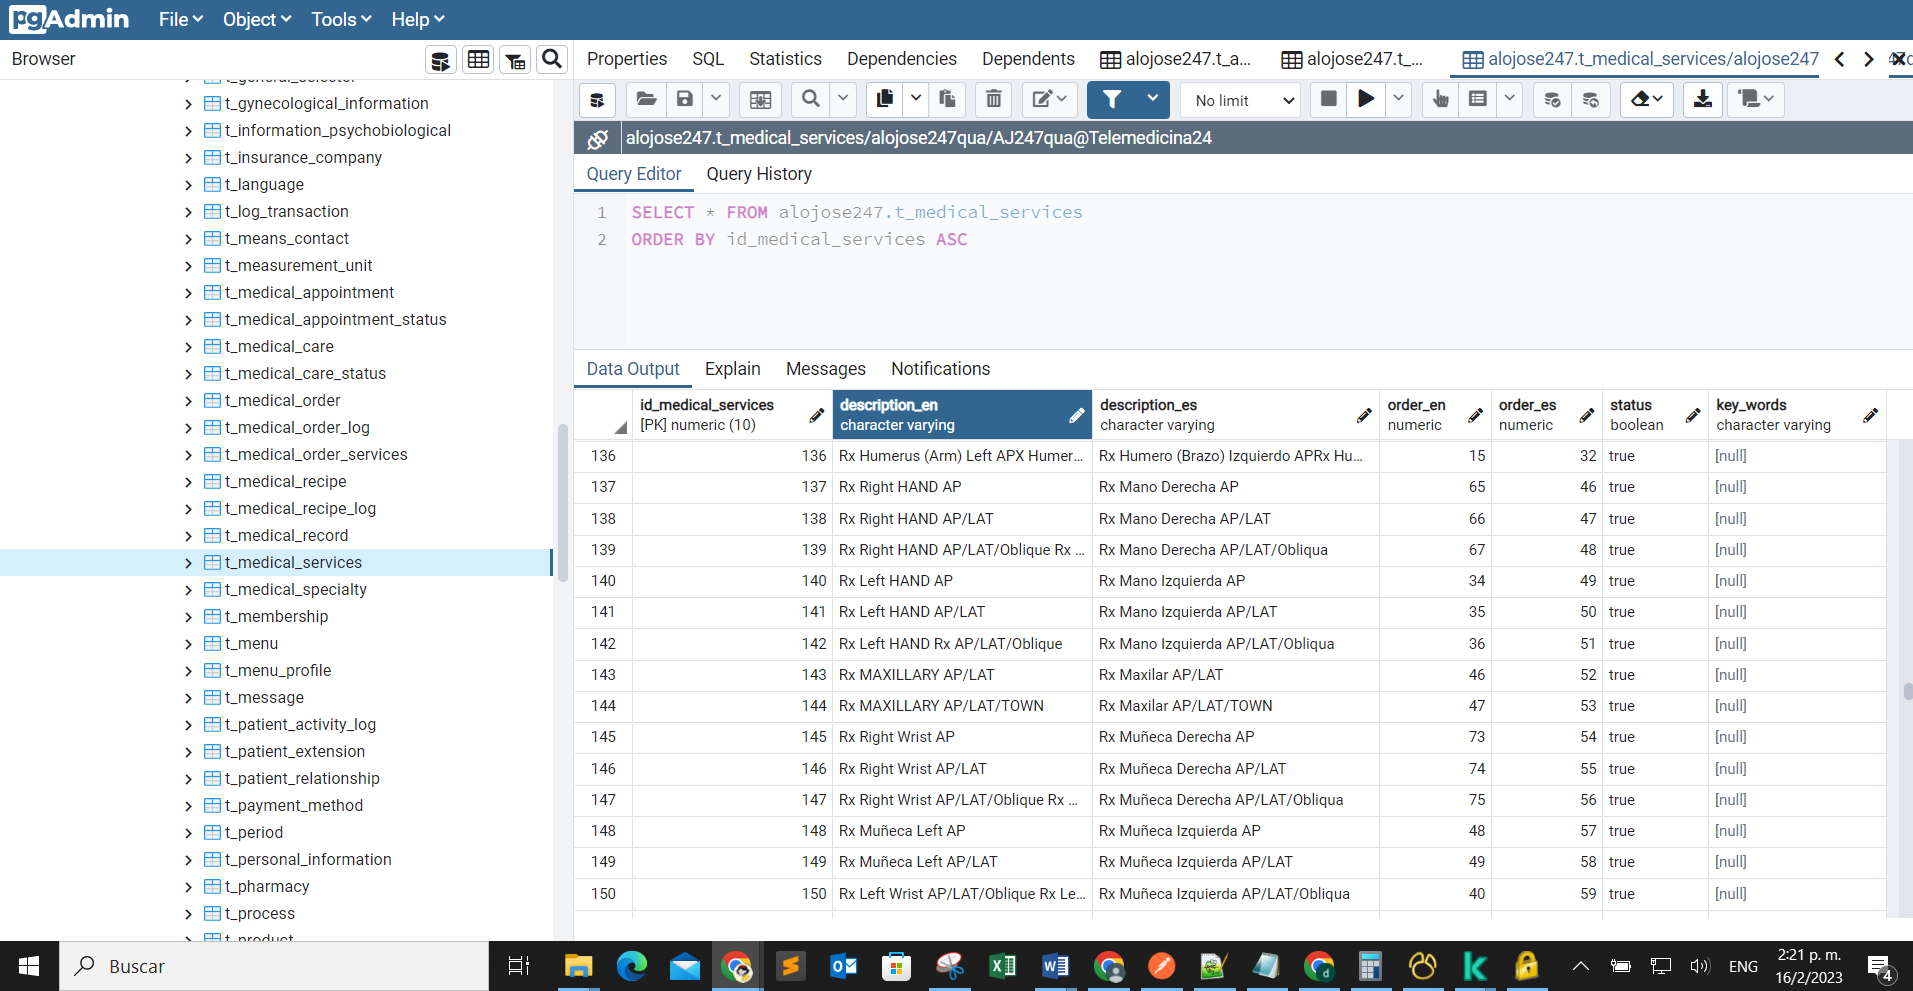 pgAdmin File Object Tools Help
Browser
Properties SQL Statistics Dependencies Dependents alojose247.t_a... alojose247.t_... alojose247.t_medical_services/alojose247
t_general_selector
t_gynecological_information
t_information_psychobiological
t_insurance_company
t_language
t_log_transaction
t_means_contact
t_measurement_unit
t_medical_appointment
t_medical_appointment_status
t_medical_care
t_medical_care_status
t_medical_order
t_medical_order_log
t_medical_order_services
t_medical_recipe
t_medical_recipe_log
t_medical_record
t_medical_services
t_medical_specialty
t_membership
t_menu
t_menu_profile
t_message
t_patient_activity_log
t_patient_extension
t_patient_relationship
t_payment_method
t_period
t_personal_information
t_pharmacy
t_process
t_product
No limit
alojose247.t_medical_services/alojose247qua/AJ247qua@Telemedicina24
Query Editor Query History
1 SELECT * FROM alojose247.t_medical_services
2 ORDER BY id_medical_services ASC
Data Output Explain Messages Notifications
id_medical_services description_en description_es order_en order_es status key_words
[PK] numeric (10) character varying character varying numeric numeric boolean character varying
136 136 Rx Humerus (Arm) Left APX Humer... Rx Humero (Brazo) Izquierdo APRx Hu... 15 32 true [null]
137 137 Rx Right HAND AP Rx Mano Derecha AP 65 46 true [null]
138 138 Rx Right HAND AP/LAT Rx Mano Derecha AP/LAT 66 47 true [null]
139 139 Rx Right HAND AP/LAT/Oblique Rx ... Rx Mano Derecha AP/LAT/Obliqua 67 48 true [null]
140 140 Rx Left HAND AP Rx Mano Izquierda AP 34 49 true [null]
141 141 Rx Left HAND AP/LAT Rx Mano Izquierda AP/LAT 35 50 true [null]
142 142 Rx Left HAND Rx AP/LAT/Oblique Rx Mano Izquierda AP/LAT/Obliqua 36 51 true [null]
143 143 Rx MAXILLARY AP/LAT Rx Maxilar AP/LAT 46 52 true [null]
144 144 Rx MAXILLARY AP/LAT/TOWN Rx Maxilar AP/LAT/TOWN 47 53 true [null]
145 145 Rx Right Wrist AP Rx Muñeca Derecha AP 73 54 true [null]
146 146 Rx Right Wrist AP/LAT Rx Muñeca Derecha AP/LAT 74 55 true [null]
147 147 Rx Right Wrist AP/LAT/Oblique Rx ... Rx Muñeca Derecha AP/LAT/Obliqua 75 56 true [null]
148 148 Rx Muñeca Left AP Rx Muñeca Izquierda AP 48 57 true [null]
149 149 Rx Muñeca Left AP/LAT Rx Muñeca Izquierda AP/LAT 49 58 true [null]
150 150 Rx Left Wrist AP/LAT/Oblique Rx Le... Rx Muñeca Izquierda AP/LAT/Obliqua 40 59 true [null]
Buscar
ENG
2:21 p. m.
16/2/2023
4